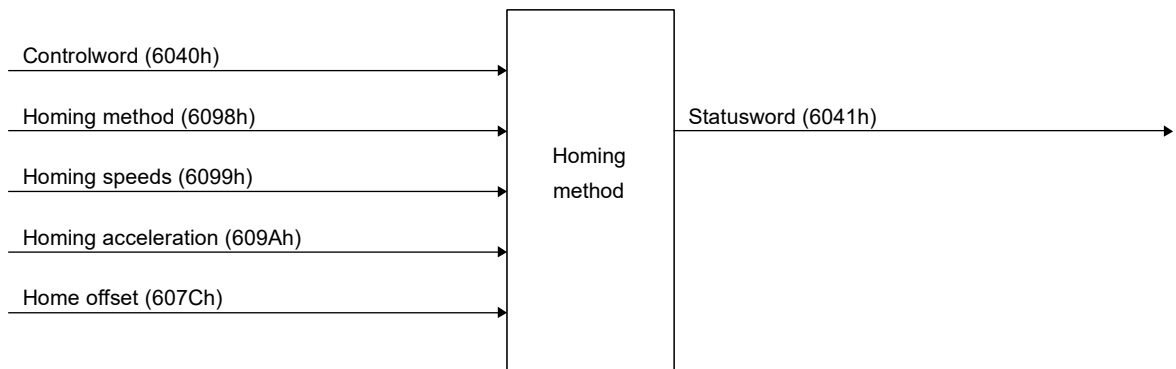 Controlword (6040h)
Homing method (6098h)
Statusword (6041h)
Homing
method
Homing speeds (6099h)
Homing acceleration (609Ah)
Home offset (607Ch)